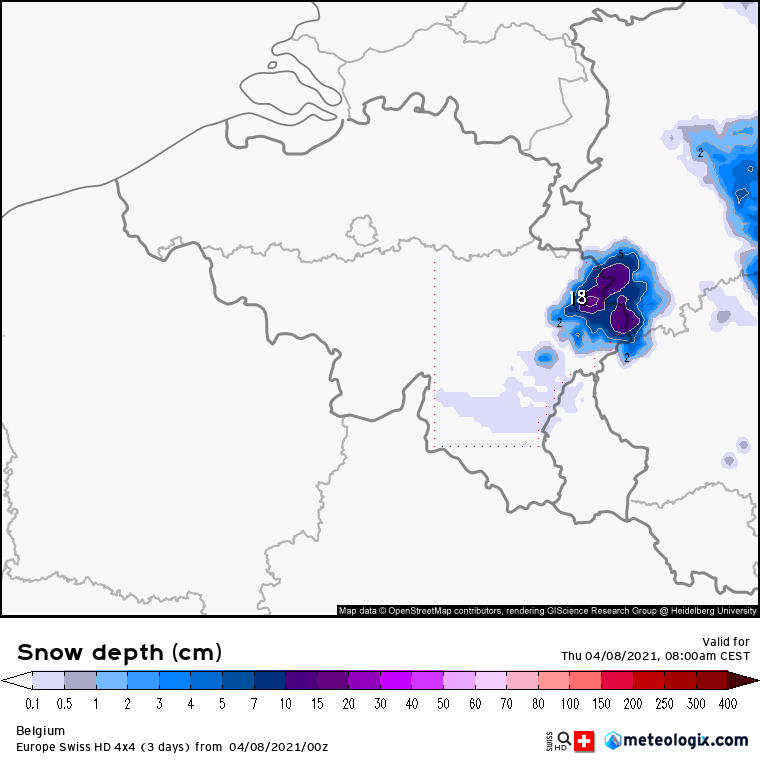 2
5
18
2
2
Map data © OpenStreetMap contributors, rendering GIScience Research Group @ Heidelberg University
Snow depth (cm)
Valid for
Thu 04/08/2021, 08:00am CEST
0.1 0.5 1 2 3 4 5 7 10 15 20 30 40 50 60 70 80 100 150 200 250 300 400
Belgium
Europe Swiss HD 4x4 (3 days) from 04/08/2021/00z
swiss HD
meteologix.com